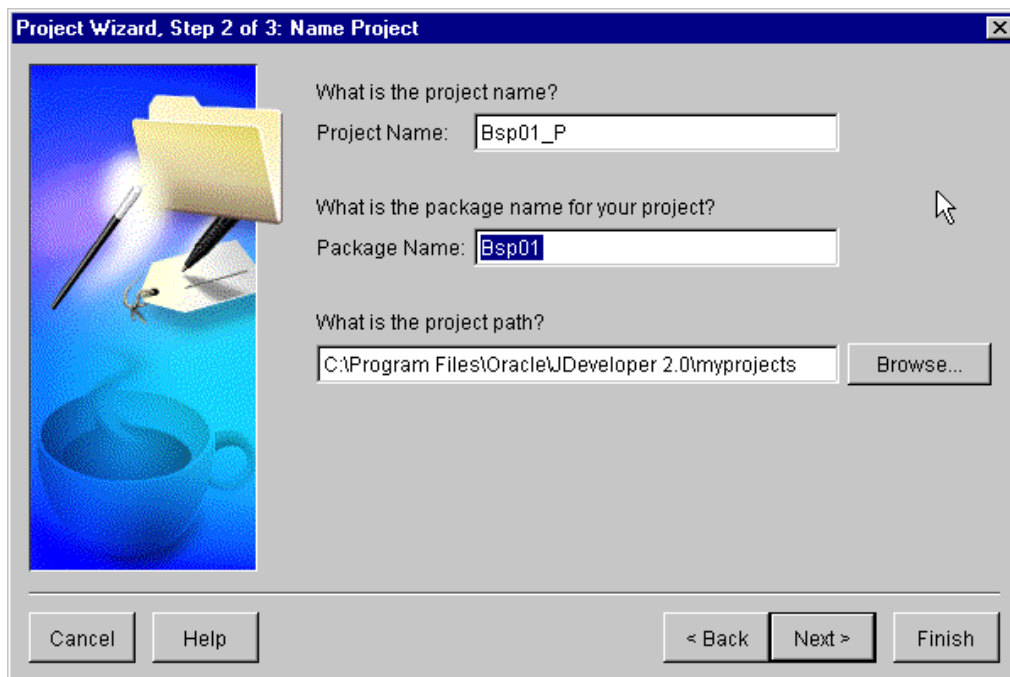 Project Wizard, Step 2 of 3: Name Project
What is the project name?
Project Name: Bsp01_P
What is the package name for your project?
Package Name: Bsp01
What is the project path?
C:\Program Files\Oracle\JDeveloper 2.0\myprojects Browse...
Cancel Help < Back Next > Finish